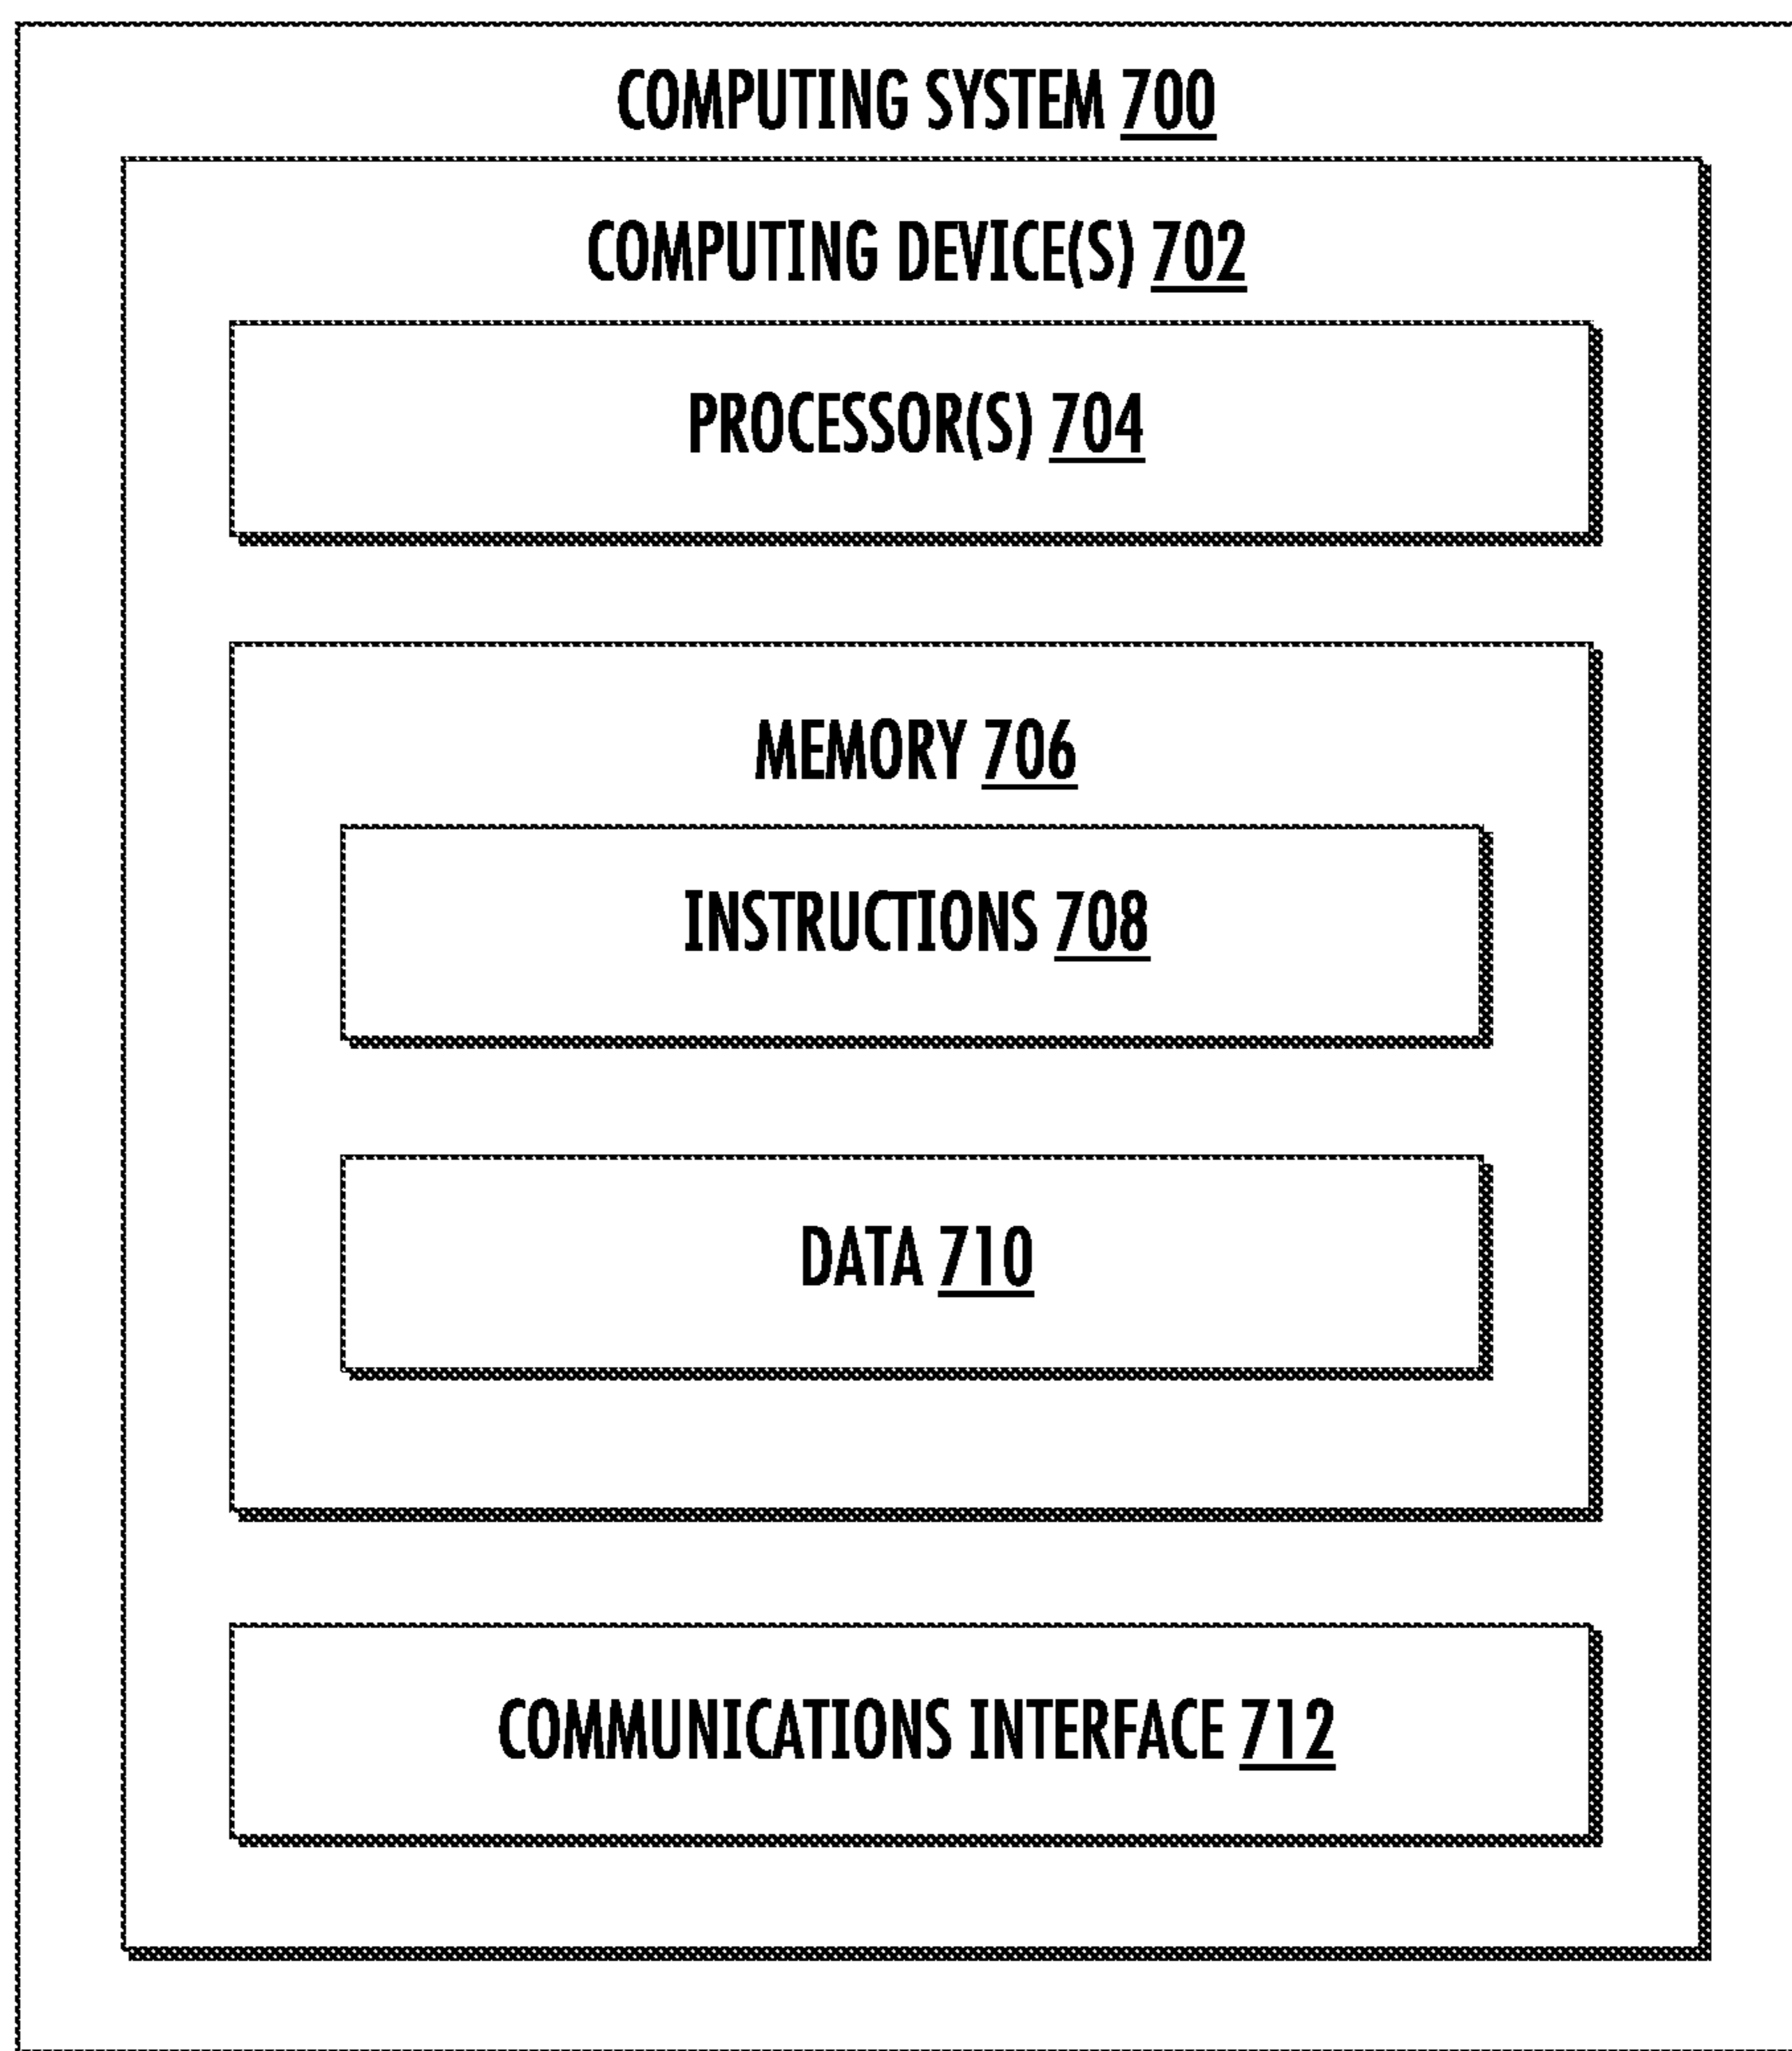 COMPUTING SYSTEM 700
COMPUTING DEVICE(S) 702
PROCESSOR(S) 704
MEMORY 706
INSTRUCTIONS 708
DATA 710
COMMUNICATIONS INTERFACE 712